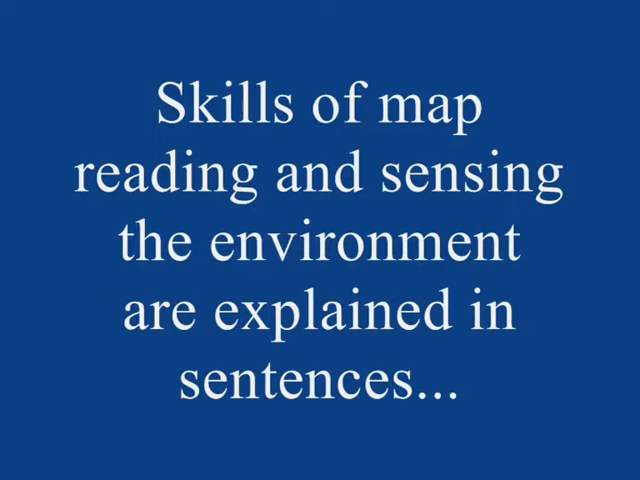 Skills of map
reading and sensing
the environment
are explained in
sentences...